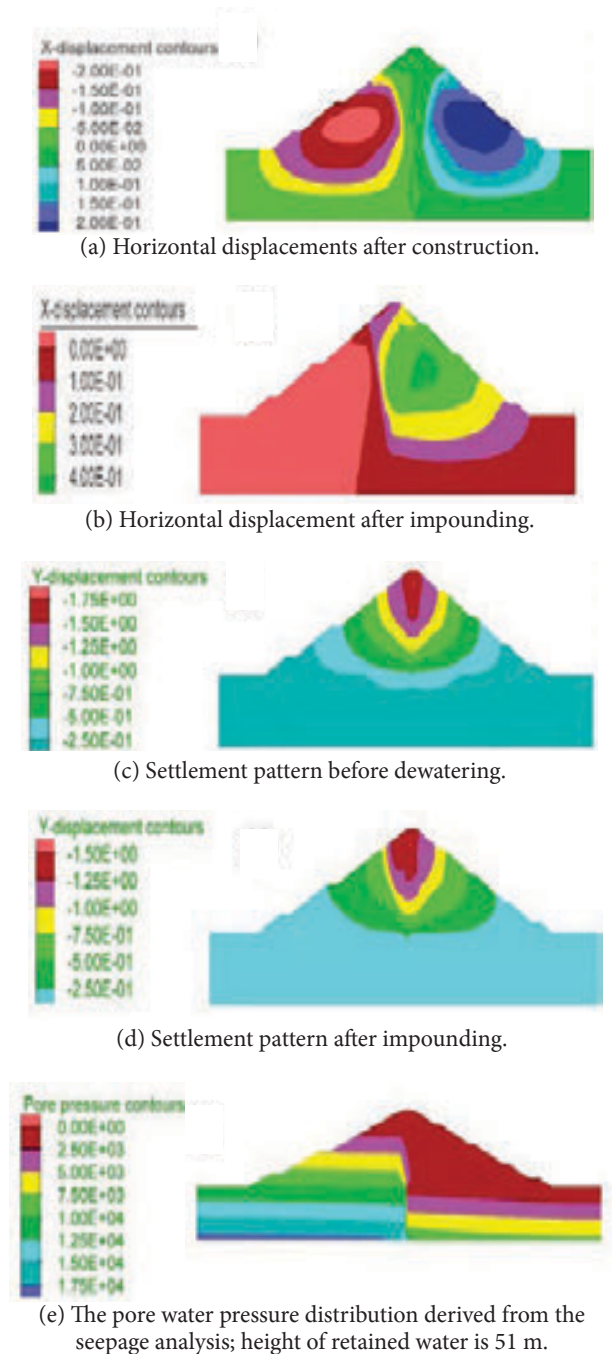 X-displacement contours
-2.00E-01
-1.50E-01
-1.00E-01
-5.00E-02
0.00E+00
5.00E-02
1.00E-01
1.50E-01
2.00E-01
(a) Horizontal displacements after construction.
X-displacement contours
0.00E+00
1.00E-01
2.00E-01
3.00E-01
4.00E-01
(b) Horizontal displacement after impounding.
Y-displacement contours
-1.75E+00
-1.50E+00
-1.25E+00
-1.00E+00
-7.50E-01
-5.00E-01
-2.50E-01
(c) Settlement pattern before dewatering.
Y-displacement contours
-1.50E+00
-1.25E+00
-1.00E+00
-7.50E-01
-5.00E-01
-2.50E-01
(d) Settlement pattern after impounding.
Pore pressure contours
0.00E+00
2.50E+03
5.00E+03
7.50E+03
1.00E+04
1.25E+04
1.50E+04
1.75E+04
(e) The pore water pressure distribution derived from the
seepage analysis; height of retained water is 51 m.